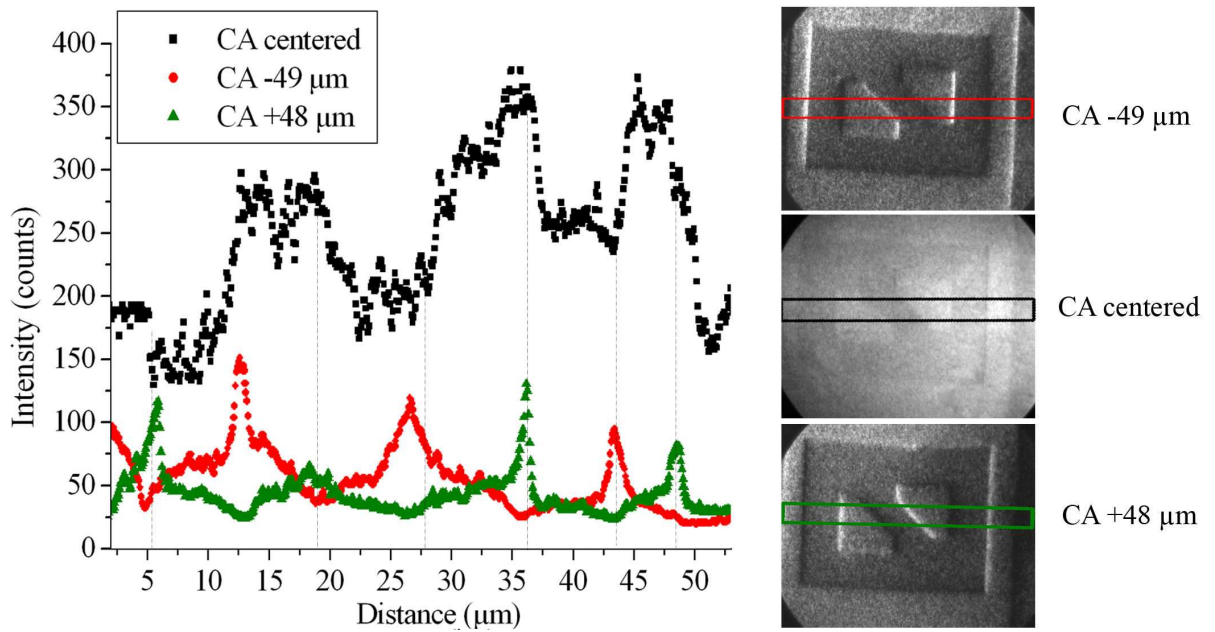 CA centered
CA -49 µm
CA +48 µm
400
350
300
250
200
150
100
50
0
Intensity (counts)
5 10 15 20 25 30 35 40 45 50
Distance (µm)
CA -49 µm
CA centered
CA +48 µm